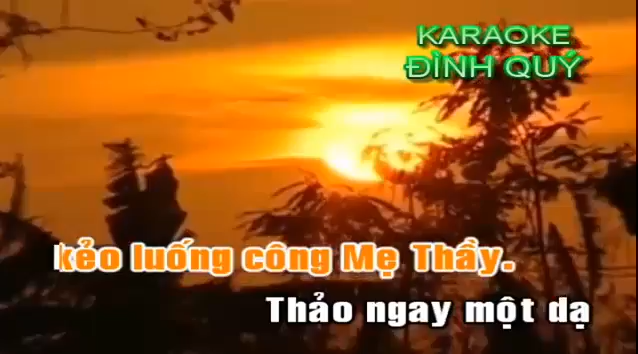 KARAOKE
ĐÌNH QUÝ
kẻo luống công Mẹ Thầy.
Thảo ngay một dạ